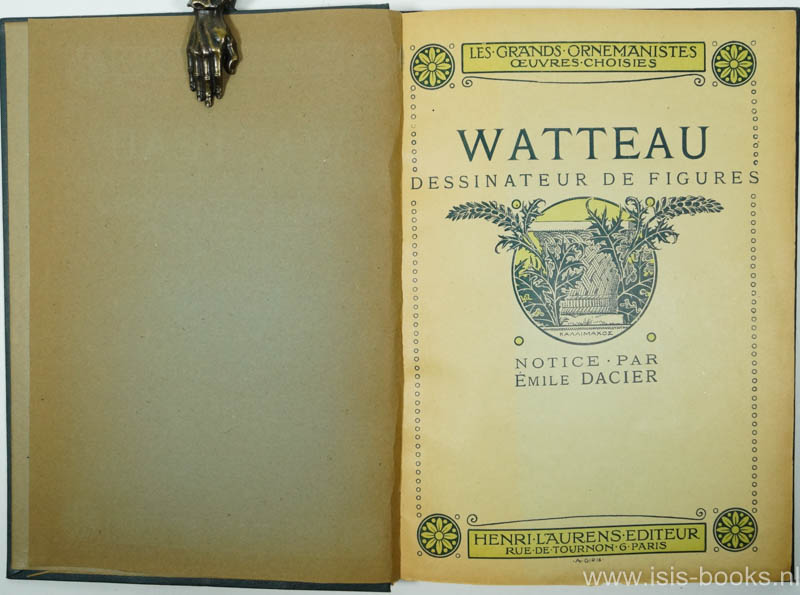 LES·GRANDS·ORNEMANISTES
ŒUVRES·CHOISIES
WATTEAU
DESSINATEUR DE FIGURES
ΚΑΛΛΙΜΑΧΟΣ
NOTICE·PAR
ÉMILE DACIER
HENRI·LAURENS·EDITEUR
RUE·DE·TOURNON·6·PARIS
www.isis-books.nl